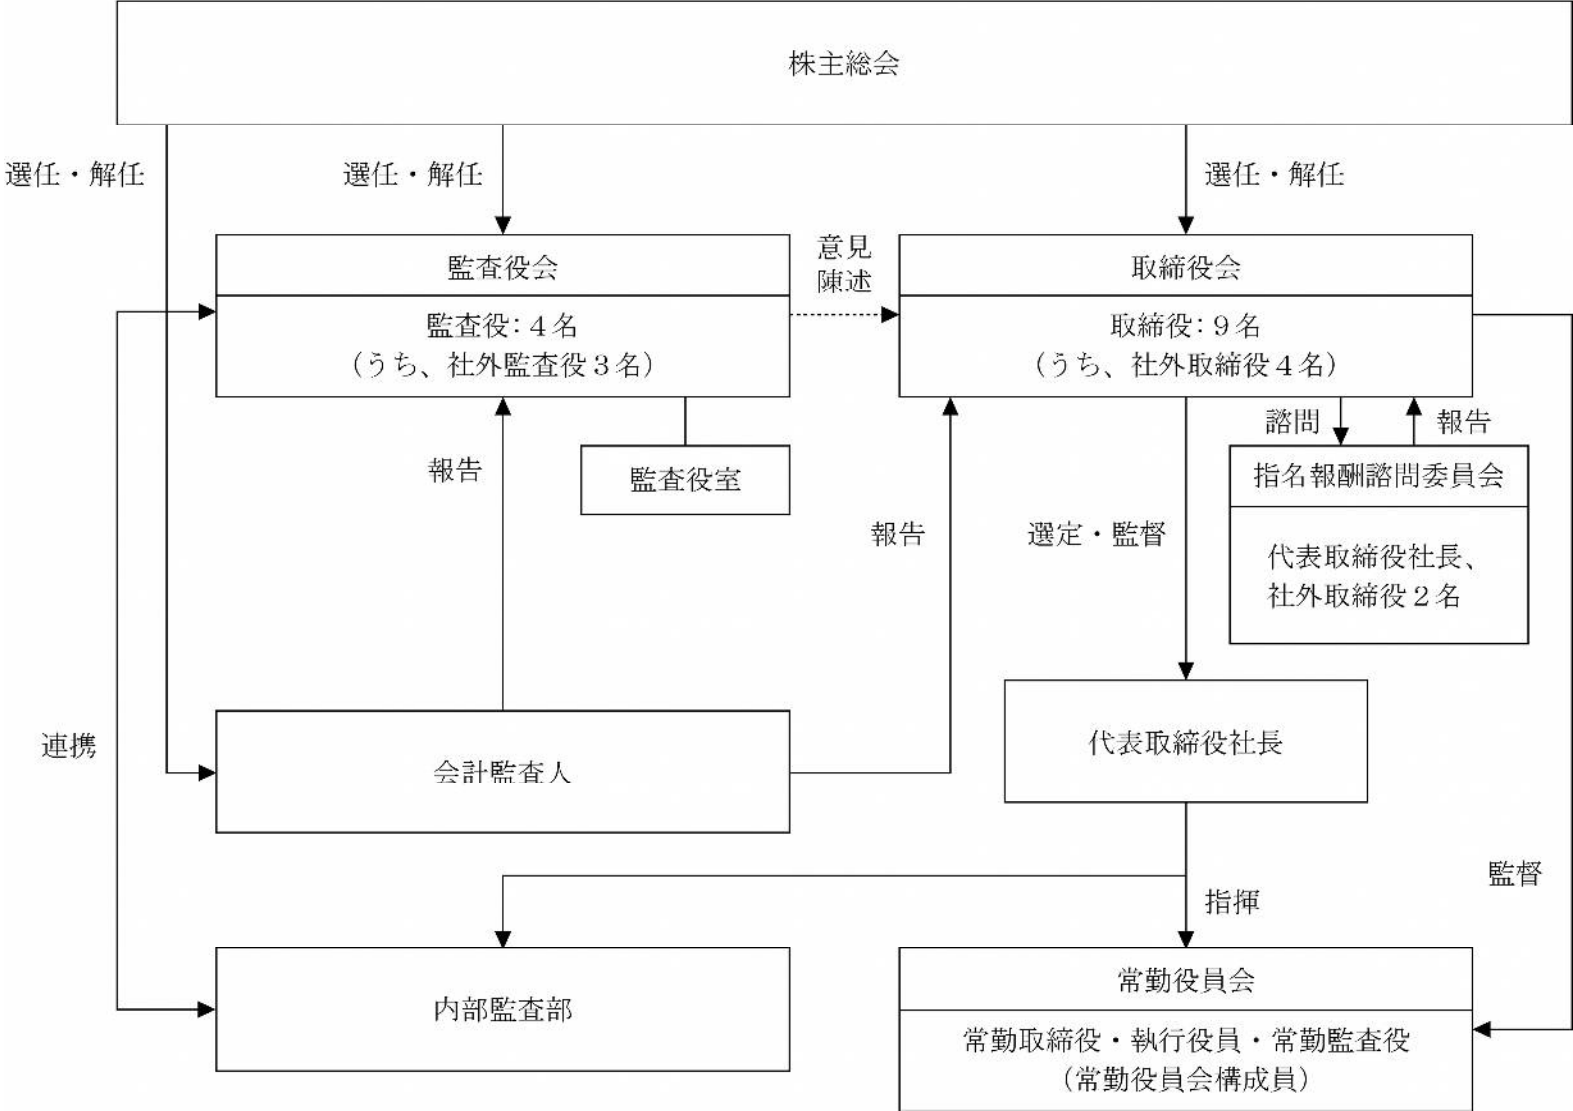 株主総会
選任・解任
選任・解任
選任・解任
監査役会
意見
陳述
取締役会
監査役:4名
(うち、社外監査役3名)
取締役:9名
(うち、社外取締役4名)
諮問
報告
報告
監査役室
指名報酬諮問委員会
報告
選定・監督
代表取締役社長、
社外取締役2名
連携
会計監査人
代表取締役社長
監督
指揮
内部監査部
常勤役員会
常勤取締役・執行役員・常勤監査役
(常勤役員会構成員)